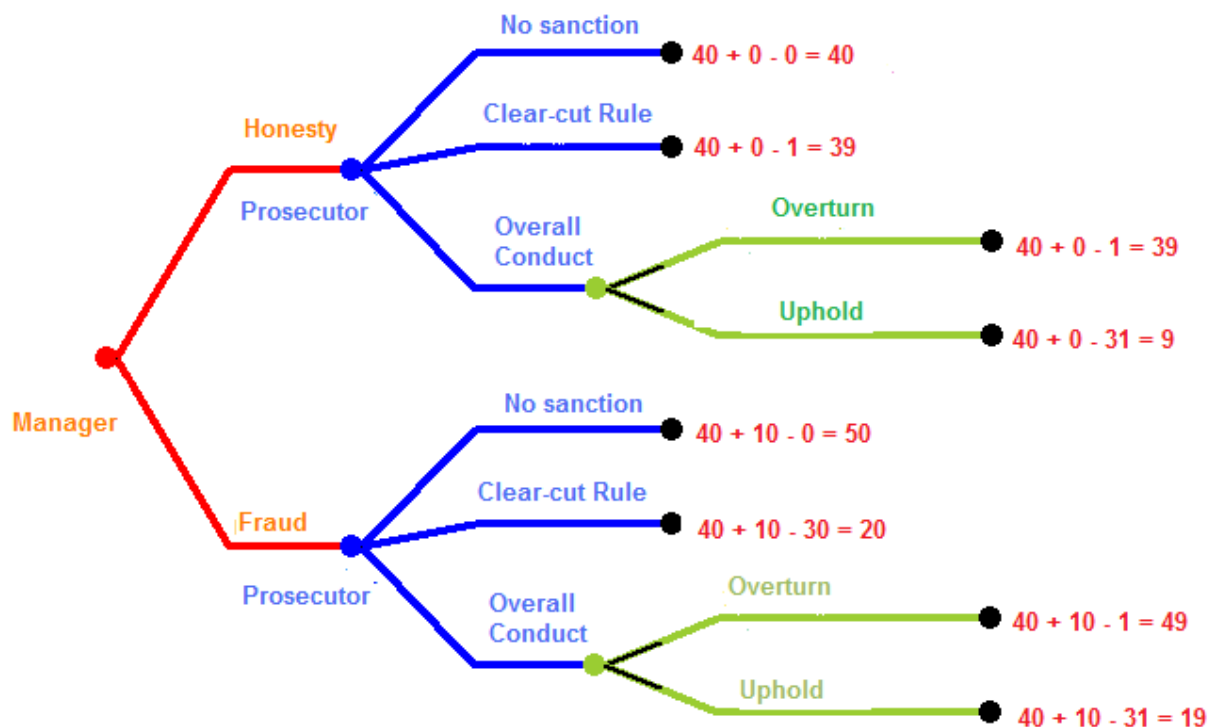 No sanction
40 + 0 - 0 = 40
Clear-cut Rule
Honesty
40 + 0 - 1 = 39
Prosecutor
Overturn
Overall
Conduct
40 + 0 - 1 = 39
Uphold
40 + 0 - 31 = 9
No sanction
Manager
40 + 10 - 0 = 50
Clear-cut Rule
Fraud
40 + 10 - 30 = 20
Prosecutor
Overturn
Overall
Conduct
40 + 10 - 1 = 49
Uphold
40 + 10 - 31 = 19